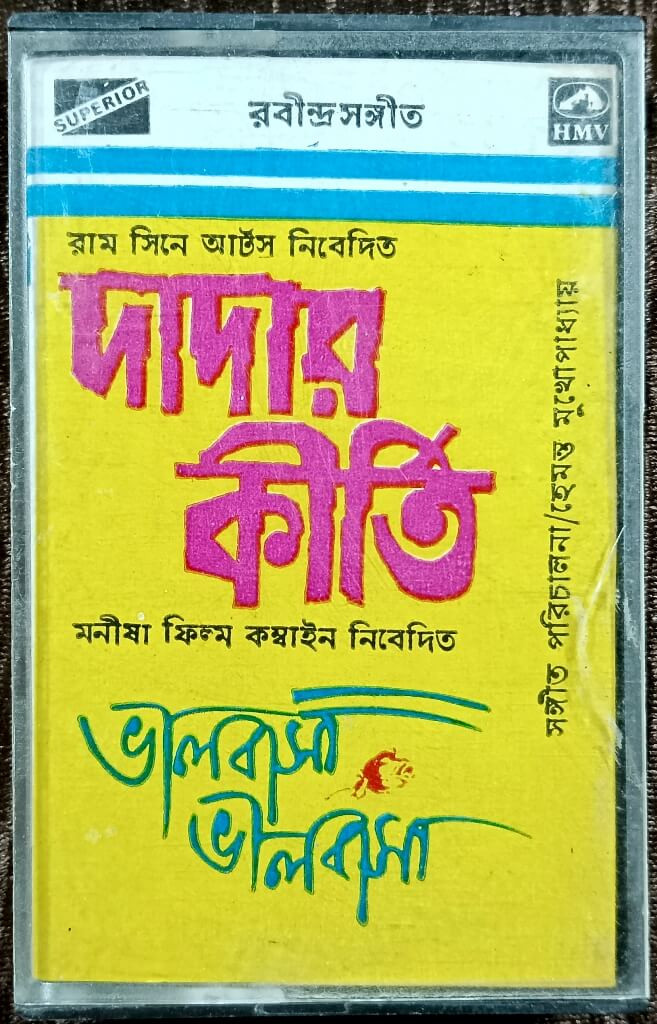 SUPERIOR
রবীন্দ্রসঙ্গীত
HMV
রাম সিনে আর্টস নিবেদিত
দাদার
কীর্তি
মনীষা ফিল্ম কম্বাইন নিবেদিত
ভালবাসা
ভালবাসা
সঙ্গীত পরিচালনা/হেমন্ত মুখোপাধ্যায়